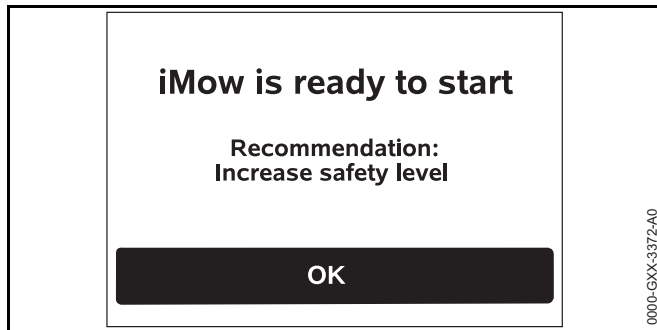 iMow is ready to start
Recommendation:
Increase safety level
OK
0000-GXX-3372-A0